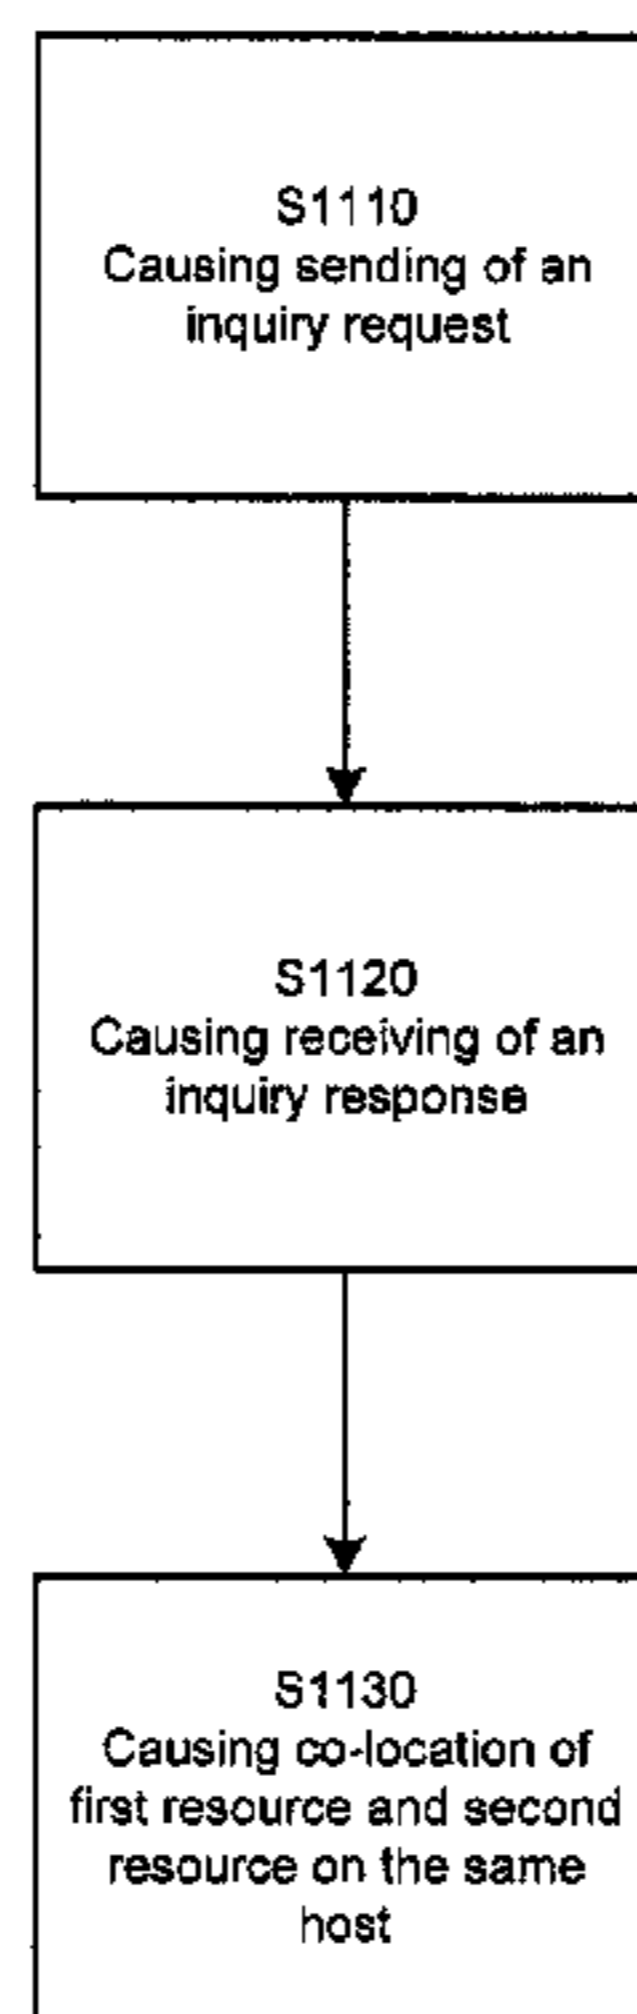 S1110
Causing sending of an
inquiry request
S1120
Causing receiving of an
inquiry response
S1130
Causing co-location of
first resource and second
resource on the same
host